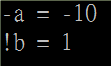 -a = -10
!b = 1